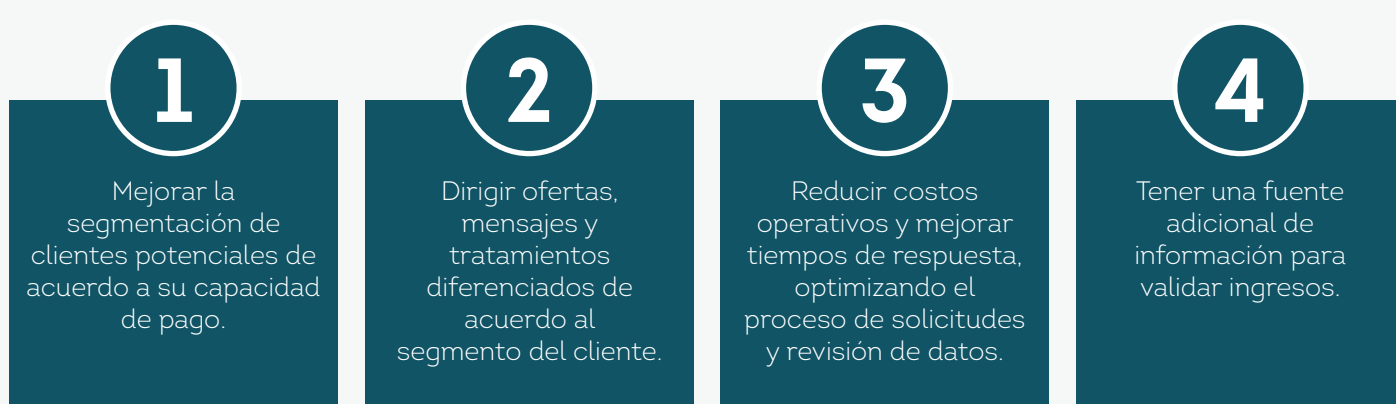 1
Mejorar la
segmentación de
clientes potenciales de
acuerdo a su capacidad
de pago.
2
Dirigir ofertas,
mensajes y
tratamientos
diferenciados de
acuerdo al
segmento del cliente.
3
Reducir costos
operativos y mejorar
tiempos de respuesta,
optimizando el
proceso de solicitudes
y revisión de datos.
4
Tener una fuente
adicional de
información para
validar ingresos.